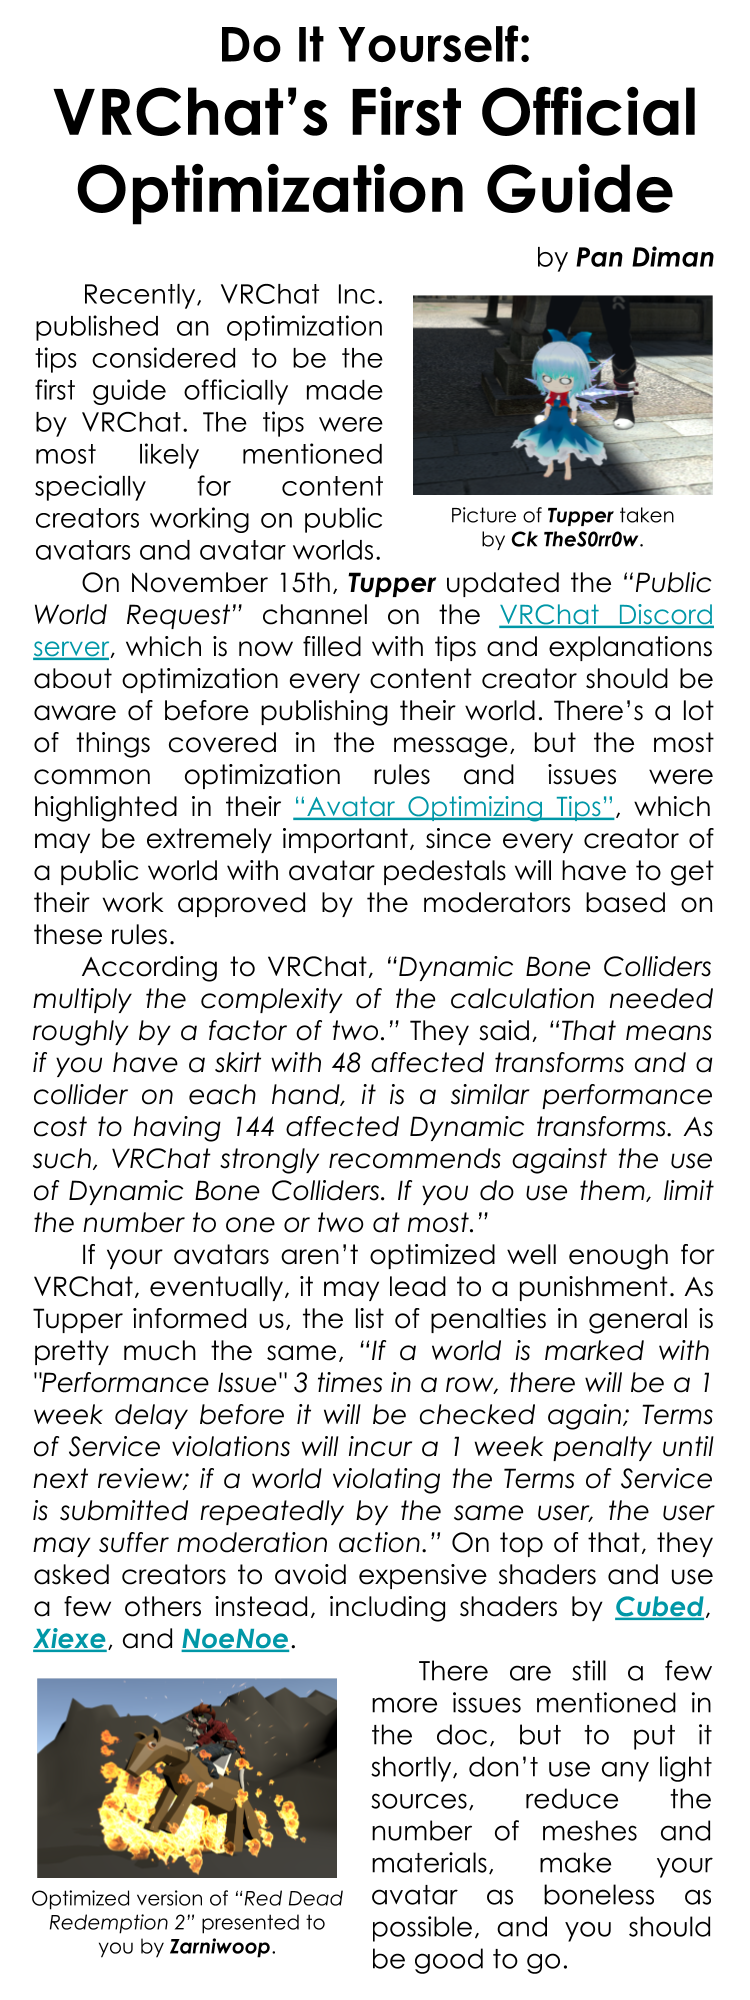 Do It Yourself:
VRChat's First Official
Optimization Guide
by Pan Diman
Recently, VRChat Inc.
published an optimization
tips considered to be the
first guide officially made
by VRChat. The tips were
most likely mentioned
specially for content
creators working on public
avatars and avatar worlds.
Picture of Tupper taken
by Ck TheS0rr0w.
On November 15th, Tupper updated the “Public
World Request” channel on the VRChat Discord
server, which is now filled with tips and explanations
about optimization every content creator should be
aware of before publishing their world. There’s a lot
of things covered in the message, but the most
common optimization rules and issues were
highlighted in their “Avatar Optimizing Tips”, which
may be extremely important, since every creator of
a public world with avatar pedestals will have to get
their work approved by the moderators based on
these rules.
According to VRChat, “Dynamic Bone Colliders
multiply the complexity of the calculation needed
roughly by a factor of two.” They said, “That means
if you have a skirt with 48 affected transforms and a
collider on each hand, it is a similar performance
cost to having 144 affected Dynamic transforms. As
such, VRChat strongly recommends against the use
of Dynamic Bone Colliders. If you do use them, limit
the number to one or two at most.”
If your avatars aren’t optimized well enough for
VRChat, eventually, it may lead to a punishment. As
Tupper informed us, the list of penalties in general is
pretty much the same, “If a world is marked with
"Performance Issue" 3 times in a row, there will be a 1
week delay before it will be checked again; Terms
of Service violations will incur a 1 week penalty until
next review; if a world violating the Terms of Service
is submitted repeatedly by the same user, the user
may suffer moderation action.” On top of that, they
asked creators to avoid expensive shaders and use
a few others instead, including shaders by Cubed,
Xiexe, and NoeNoe.
There are still a few
more issues mentioned in
the doc, but to put it
shortly, don’t use any light
sources, reduce the
number of meshes and
materials, make your
avatar as boneless as
possible, and you should
be good to go.
Optimized version of “Red Dead
Redemption 2” presented to
you by Zarniwoop.